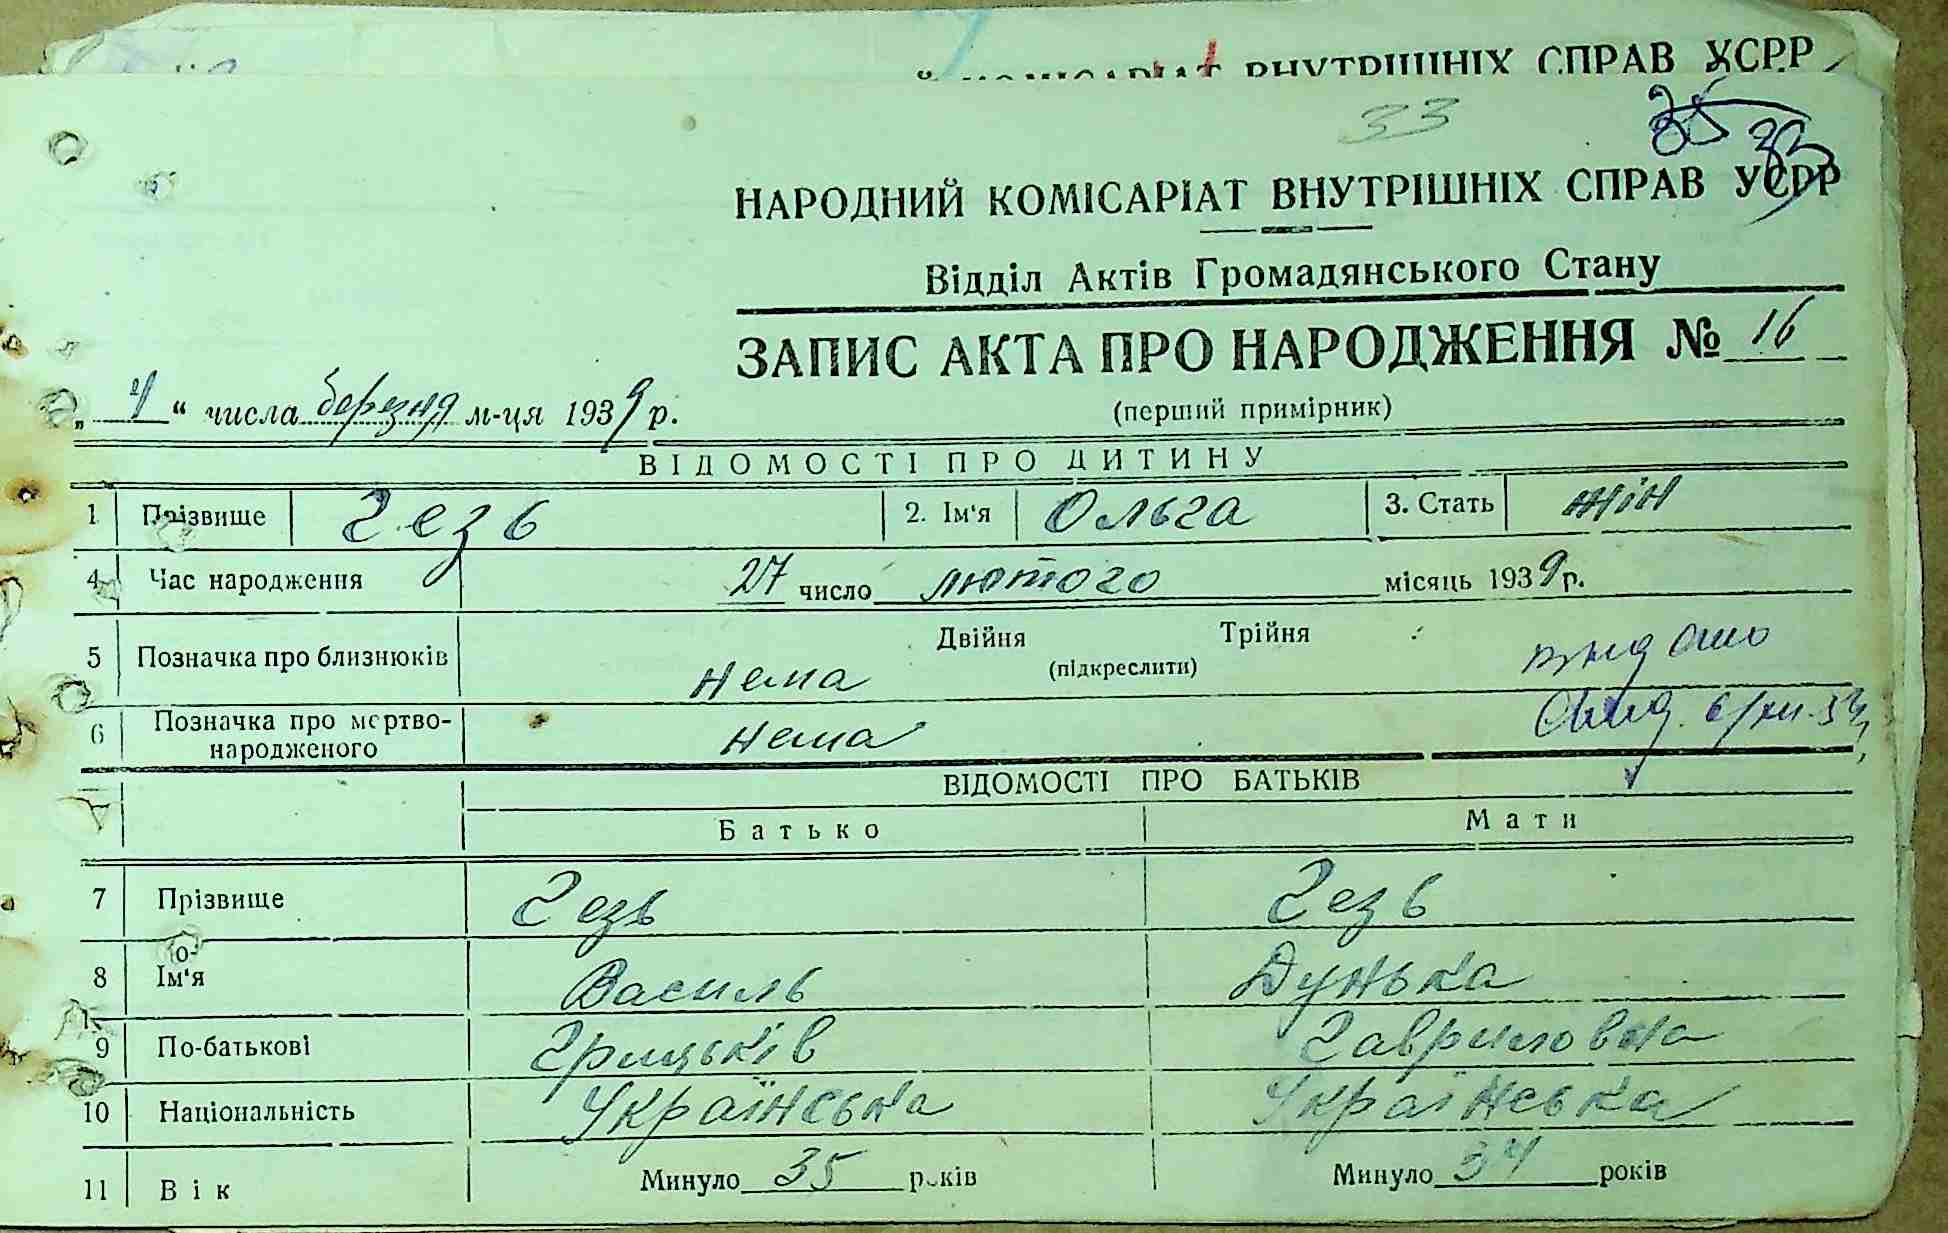 ВНУТРІШНІХ СПРАВ УСРР
33
35 33
НАРОДНИЙ КОМІСАРІАТ ВНУТРІШНІХ СПРАВ УСРР
Відділ Актів Громадянського Стану
ЗАПИС АКТА ПРО НАРОДЖЕННЯ № 16
„ 4 “ числа березня м-ця 1939 р.
(перший примірник)
ВІДОМОСТІ ПРО ДИТИНУ
1 Прізвище Гезь 2. Ім'я Ольга 3. Стать жін
4 Час народження 27 число лютого місяць 1939 р.
5 Позначка про близнюків нема Двійня Трійня
(підкреслити)
6 Позначка про мертво-
народженого нема
ВІДОМОСТІ ПРО БАТЬКІВ
Батько Мати
7 Прізвище Гезь Гезь
8 Ім'я Василь Дунька
9 По-батькові Грицьків Гавриловна
10 Національність Українська Українська
11 Вік Минуло 35 років Минуло 34 років